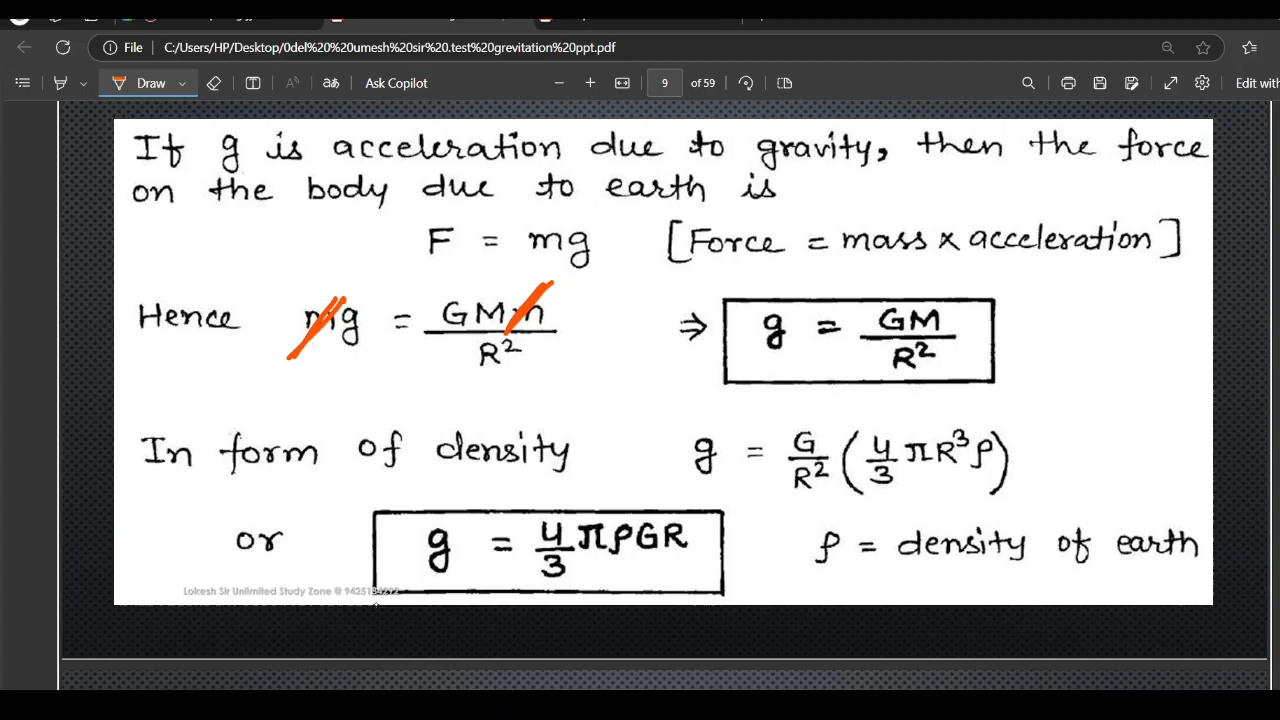 File C:/Users/HP/Desktop/0del%20%20umesh%20sir%20.test%20grevitation%20ppt.pdf
Draw Ask Copilot 9 of 59 Edit with
If g is acceleration due to gravity, then the force
on the body due to earth is
F = mg [Force = mass x acceleration]
Hence mg = GMm/R² ⇒ g = GM/R²
In form of density g = G/R² (4/3 πR³ρ)
or g = 4/3 πρGR ρ = density of earth
Lokesh Sir Unlimited Study Zone @